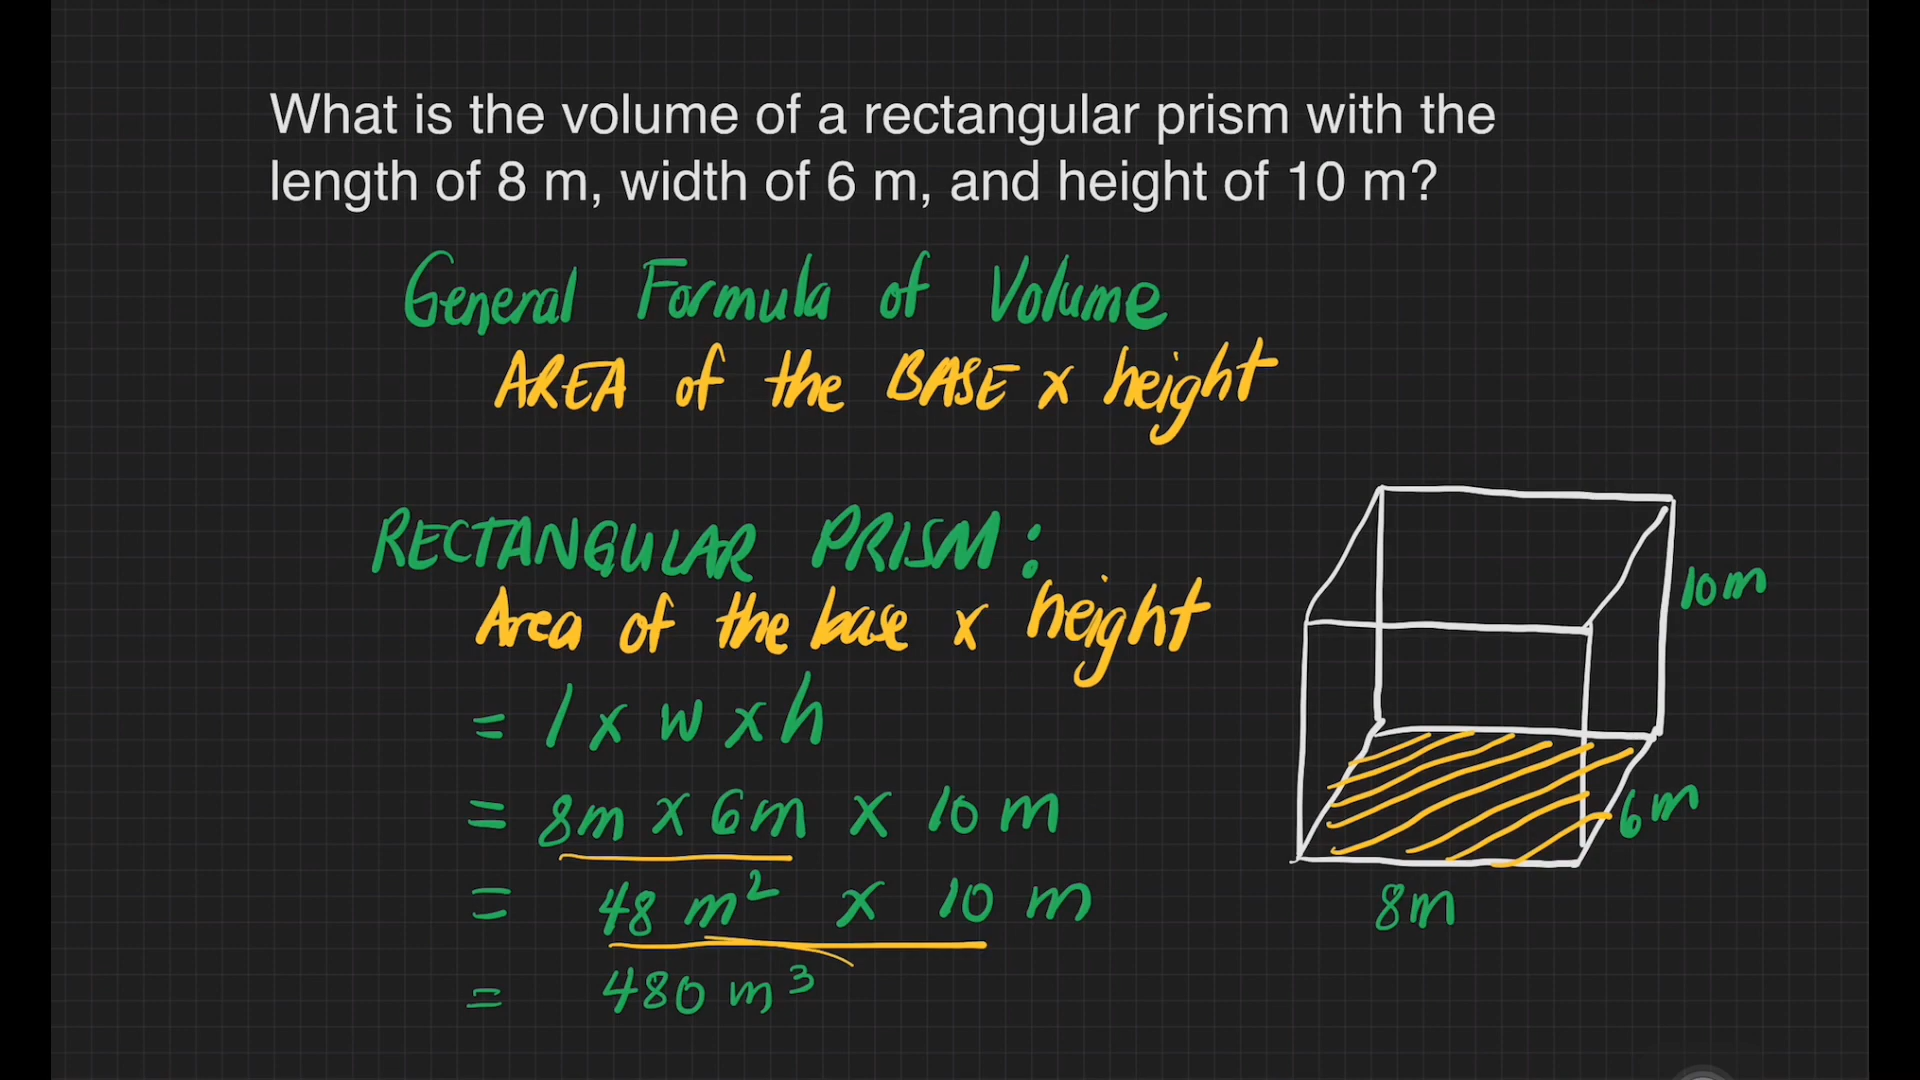 What is the volume of a rectangular prism with the
length of 8 m, width of 6 m, and height of 10 m?
General Formula of Volume
AREA of the BASE x height
RECTANGULAR PRISM:
Area of the base x height
= l x w x h
= 8m x 6m x 10 m
= 48 m² x 10 m
= 480 m³
10m
6m
8m